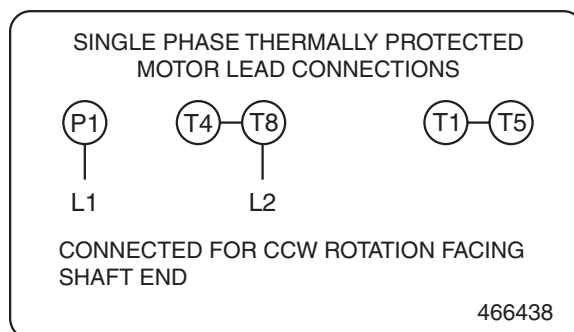 SINGLE PHASE THERMALLY PROTECTED
MOTOR LEAD CONNECTIONS
P1 T4 T8 T1 T5
L1 L2
CONNECTED FOR CCW ROTATION FACING
SHAFT END
466438